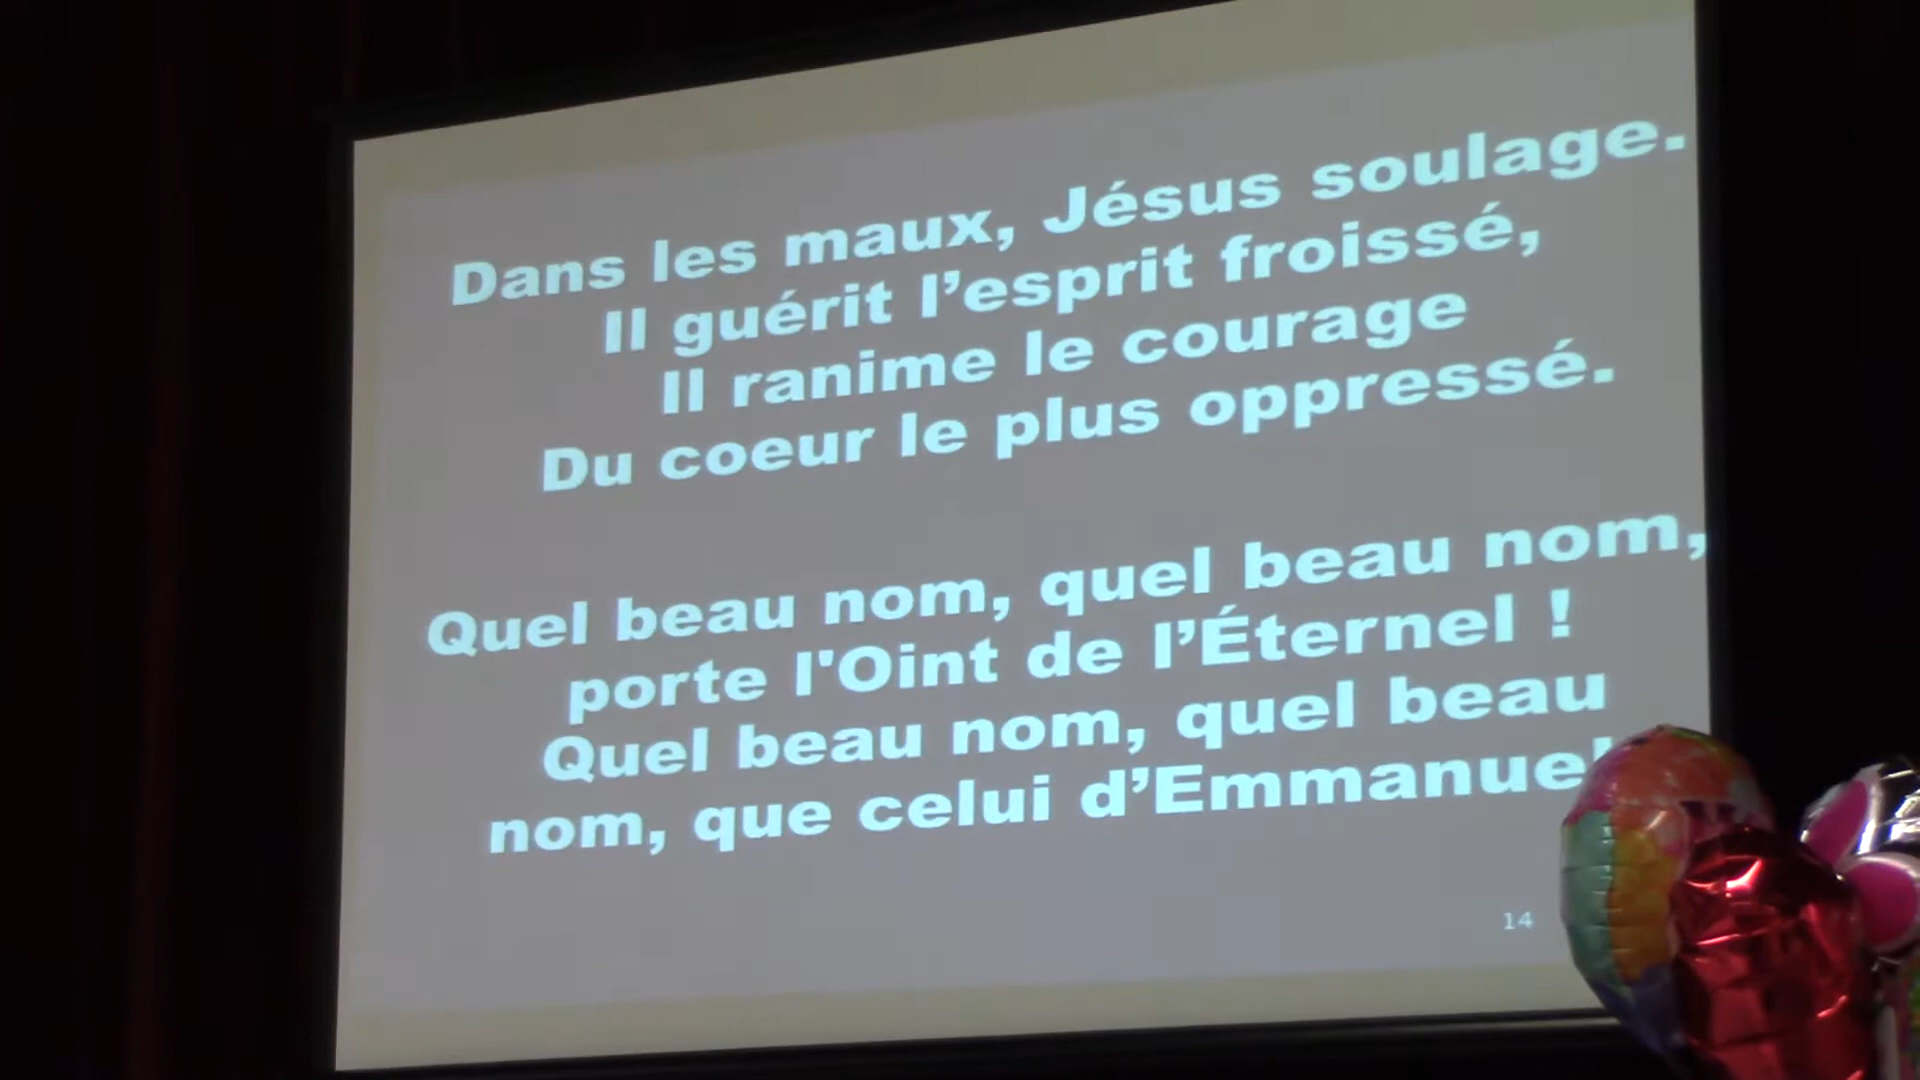 Dans les maux, Jésus soulage.
Il guérit l’esprit froissé,
Il ranime le courage
Du coeur le plus oppressé.
Quel beau nom, quel beau nom,
porte l'Oint de l’Éternel !
Quel beau nom, quel beau
nom, que celui d’Emmanuel
14